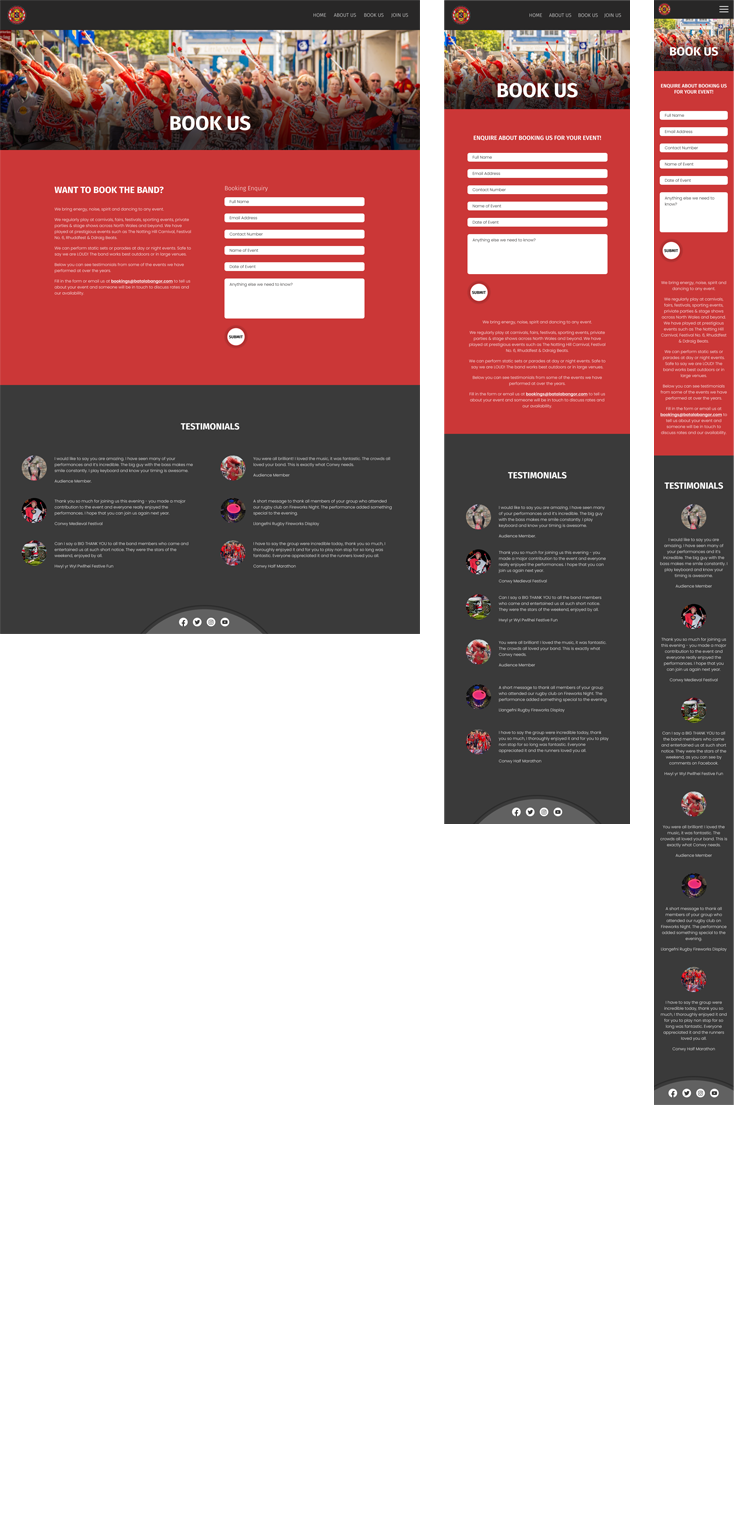 HOME ABOUT US BOOK US JOIN US
BOOK US
WANT TO BOOK THE BAND?
We bring energy, noise, spirit and dancing to any event.
We regularly play at carnivals, fairs, festivals, sporting events, private
parties & stage shows across North Wales and beyond. We have
played at prestigious events such as The Notting Hill Carnival, Festival
No. 6, Rhuddfest & Danzig Beats.
We can perform static sets or parades at day or night events. Safe to
say we are LOUD! The band works best outdoors or in large venues.
Below you can see testimonials from some of the events we have
performed at over the years.
Fill in the form or email us at bookings@batalabangor.com to tell us
about your event and someone will be in touch to discuss rates and
our availability.
Booking Enquiry
Full Name
Email Address
Contact Number
Name of Event
Date of Event
Anything else we need to know?
SUBMIT
TESTIMONIALS
I would like to say you are amazing. I have seen many of your
performances and it's incredible. The big guy with the bass makes me
smile constantly. I play keyboard and know your timing is awesome.
Audience Member
Thank you so much for joining us this evening - you made a major
contribution to the event and everyone really enjoyed the
performances. I hope that you can join us again next year.
Conwy Medieval Festival
Can I say a BIG THANK YOU to all the band members who came and
entertained us at such short notice. They were the stars of the
weekend, enjoyed by all.
Hwyl yr Wyl Pwllheli Festive Fun
You were all brilliant! I loved the music, it was fantastic. The crowds all
loved your band. This is exactly what Conwy needs.
Audience Member
A short message to thank all members of your group who attended
our rugby club on Fireworks Night. The performance added something
special to the evening.
Llangefni Rugby Fireworks Display
I have to say the group were incredible today, thank you so much, I
thoroughly enjoyed it and for you to play non stop for so long was
fantastic. Everyone appreciated it and the runners loved you all!
Conwy Half Marathon
HOME ABOUT US BOOK US JOIN US
BOOK US
ENQUIRE ABOUT BOOKING US FOR YOUR EVENT!
Full Name
Email Address
Contact Number
Name of Event
Date of Event
Anything else we need to know?
SUBMIT
We bring energy, noise, spirit and dancing to any event.
We regularly play at carnivals, fairs, festivals, sporting events, private
parties & stage shows across North Wales and beyond. We have
played at prestigious events such as The Notting Hill Carnival, Festival
No. 6, Rhuddfest & Danzig Beats.
We can perform static sets or parades at day or night events. Safe to
say we are LOUD! The band works best outdoors or in large venues.
Below you can see testimonials from some of the events we have
performed at over the years.
Fill in the form or email us at bookings@batalabangor.com to tell us
about your event and someone will be in touch to discuss rates and
our availability.
TESTIMONIALS
I would like to say you are amazing. I have seen many
of your performances and it's incredible. The big guy
with the bass makes me smile constantly. I play
keyboard and know your timing is awesome.
Audience Member
Thank you so much for joining us this evening - you
made a major contribution to the event and everyone
really enjoyed the performances. I hope that you can
join us again next year.
Conwy Medieval Festival
Can I say a BIG THANK YOU to all the band members
who came and entertained us at such short notice.
They were the stars of the weekend, enjoyed by all.
Hwyl yr Wyl Pwllheli Festive Fun
You were all brilliant! I loved the music, it was fantastic.
The crowds all loved your band. This is exactly what
Conwy needs.
Audience Member
A short message to thank all members of your group
who attended our rugby club on Fireworks Night. The
performance added something special to the evening.
Llangefni Rugby Fireworks Display
I have to say the group were incredible today, thank
you so much, I thoroughly enjoyed it and for you to play
non stop for so long was fantastic. Everyone
appreciated it and the runners loved you all!
Conwy Half Marathon
BOOK US
ENQUIRE ABOUT BOOKING US
FOR YOUR EVENT!
Full Name
Email Address
Contact Number
Name of Event
Date of Event
Anything else we need to
know?
SUBMIT
We bring energy, noise, spirit and
dancing to any event.
We regularly play at carnivals,
fairs, festivals, sporting events,
private parties & stage shows
across North Wales and beyond.
We have played at prestigious
events such as The Notting Hill
Carnival, Festival No. 6,
Rhuddfest & Danzig Beats.
We can perform static sets or
parades at day or night events.
Safe to say we are LOUD! The
band works best outdoors or in
large venues.
Below you can see testimonials
from some of the events we have
performed at over the years.
Fill in the form or email us at
bookings@batalabangor.com to
tell us about your event and
someone will be in touch to
discuss rates and our availability.
TESTIMONIALS
I would like to say you are
amazing. I have seen many of
your performances and it's
incredible. The big guy with the
bass makes me smile constantly. I
play keyboard and know your
timing is awesome.
Audience Member
Thank you so much for joining us
this evening - you made a major
contribution to the event and
everyone really enjoyed the
performances. I hope that you
can join us again next year.
Conwy Medieval Festival
Can I say a BIG THANK YOU to all
the band members who came
and entertained us at such short
notice. They were the stars of the
weekend, as you can see by
comments on Facebook.
Hwyl yr Wyl Pwllheli Festive Fun
You were all brilliant! I loved the
music, it was fantastic. The
crowds all loved your band. This is
exactly what Conwy needs.
Audience Member
A short message to thank all
members of your group who
attended our rugby club on
Fireworks Night. The performance
added something special to the
evening.
Llangefni Rugby Fireworks Display
I have to say the group were
incredible today, thank you so
much, I thoroughly enjoyed it and
for you to play non stop for so
long was fantastic. Everyone
appreciated it and the runners
loved you all!
Conwy Half Marathon